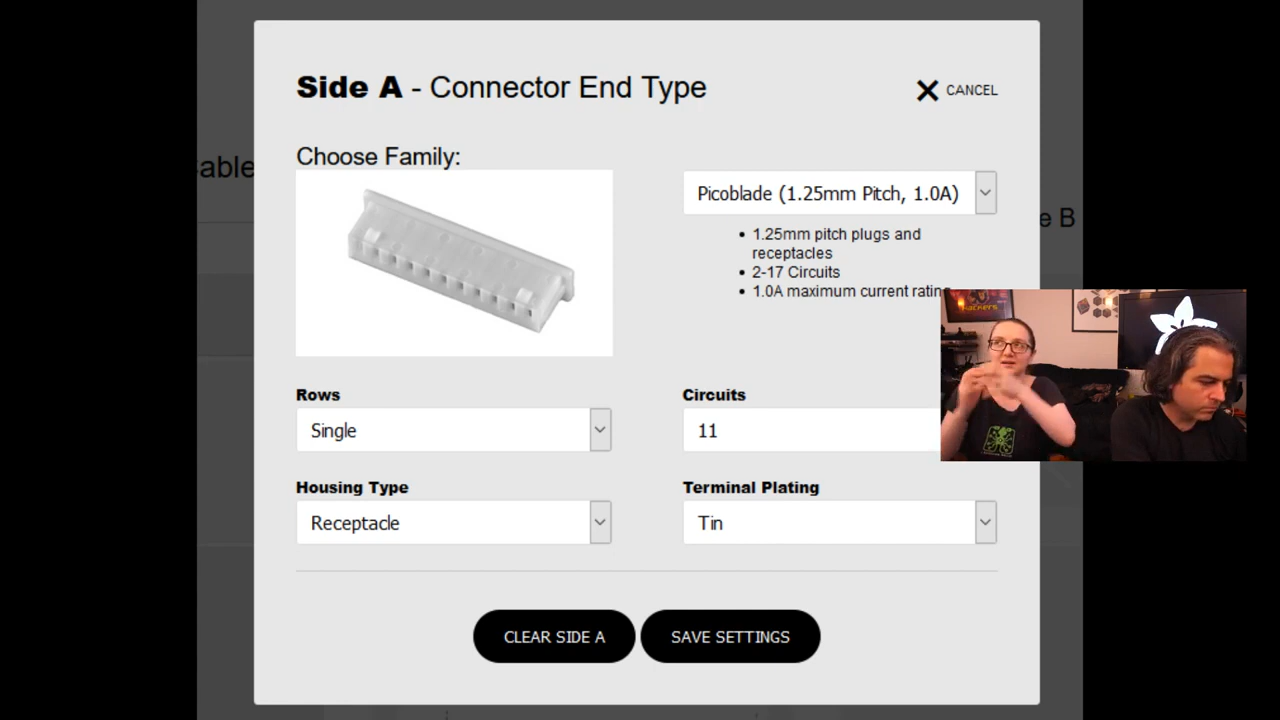 Side A - Connector End Type
CANCEL
Choose Family:
able
Picoblade (1.25mm Pitch, 1.0A)
e B
• 1.25mm pitch plugs and
receptacles
• 2-17 Circuits
• 1.0A maximum current rating
hackers
Rows
Circuits
Single
11
Housing Type
Terminal Plating
Receptacle
Tin
CLEAR SIDE A
SAVE SETTINGS